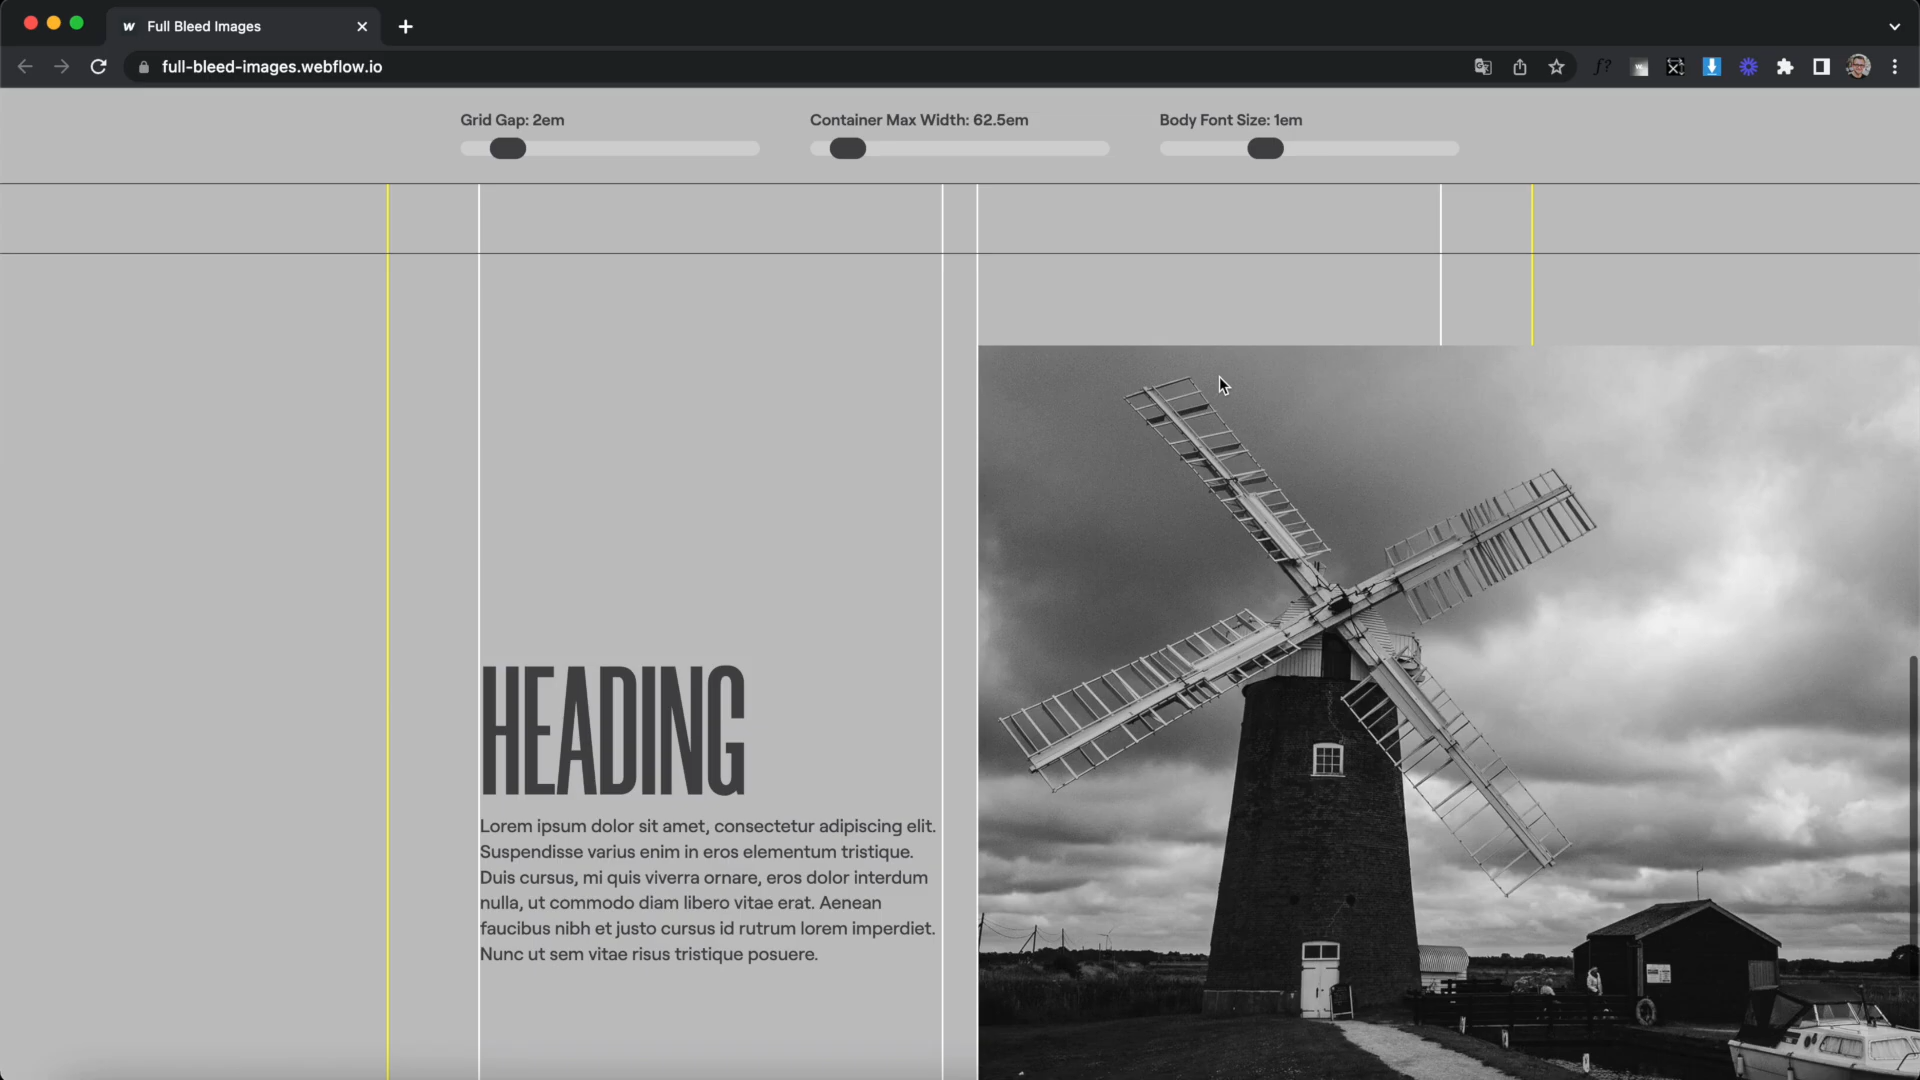 Full Bleed Images
full-bleed-images.webflow.io
Grid Gap: 2em
Container Max Width: 62.5em
Body Font Size: 1em
HEADING
Lorem ipsum dolor sit amet, consectetur adipiscing elit.
Suspendisse varius enim in eros elementum tristique.
Duis cursus, mi quis viverra ornare, eros dolor interdum
nulla, ut commodo diam libero vitae erat. Aenean
faucibus nibh et justo cursus id rutrum lorem imperdiet.
Nunc ut sem vitae risus tristique posuere.